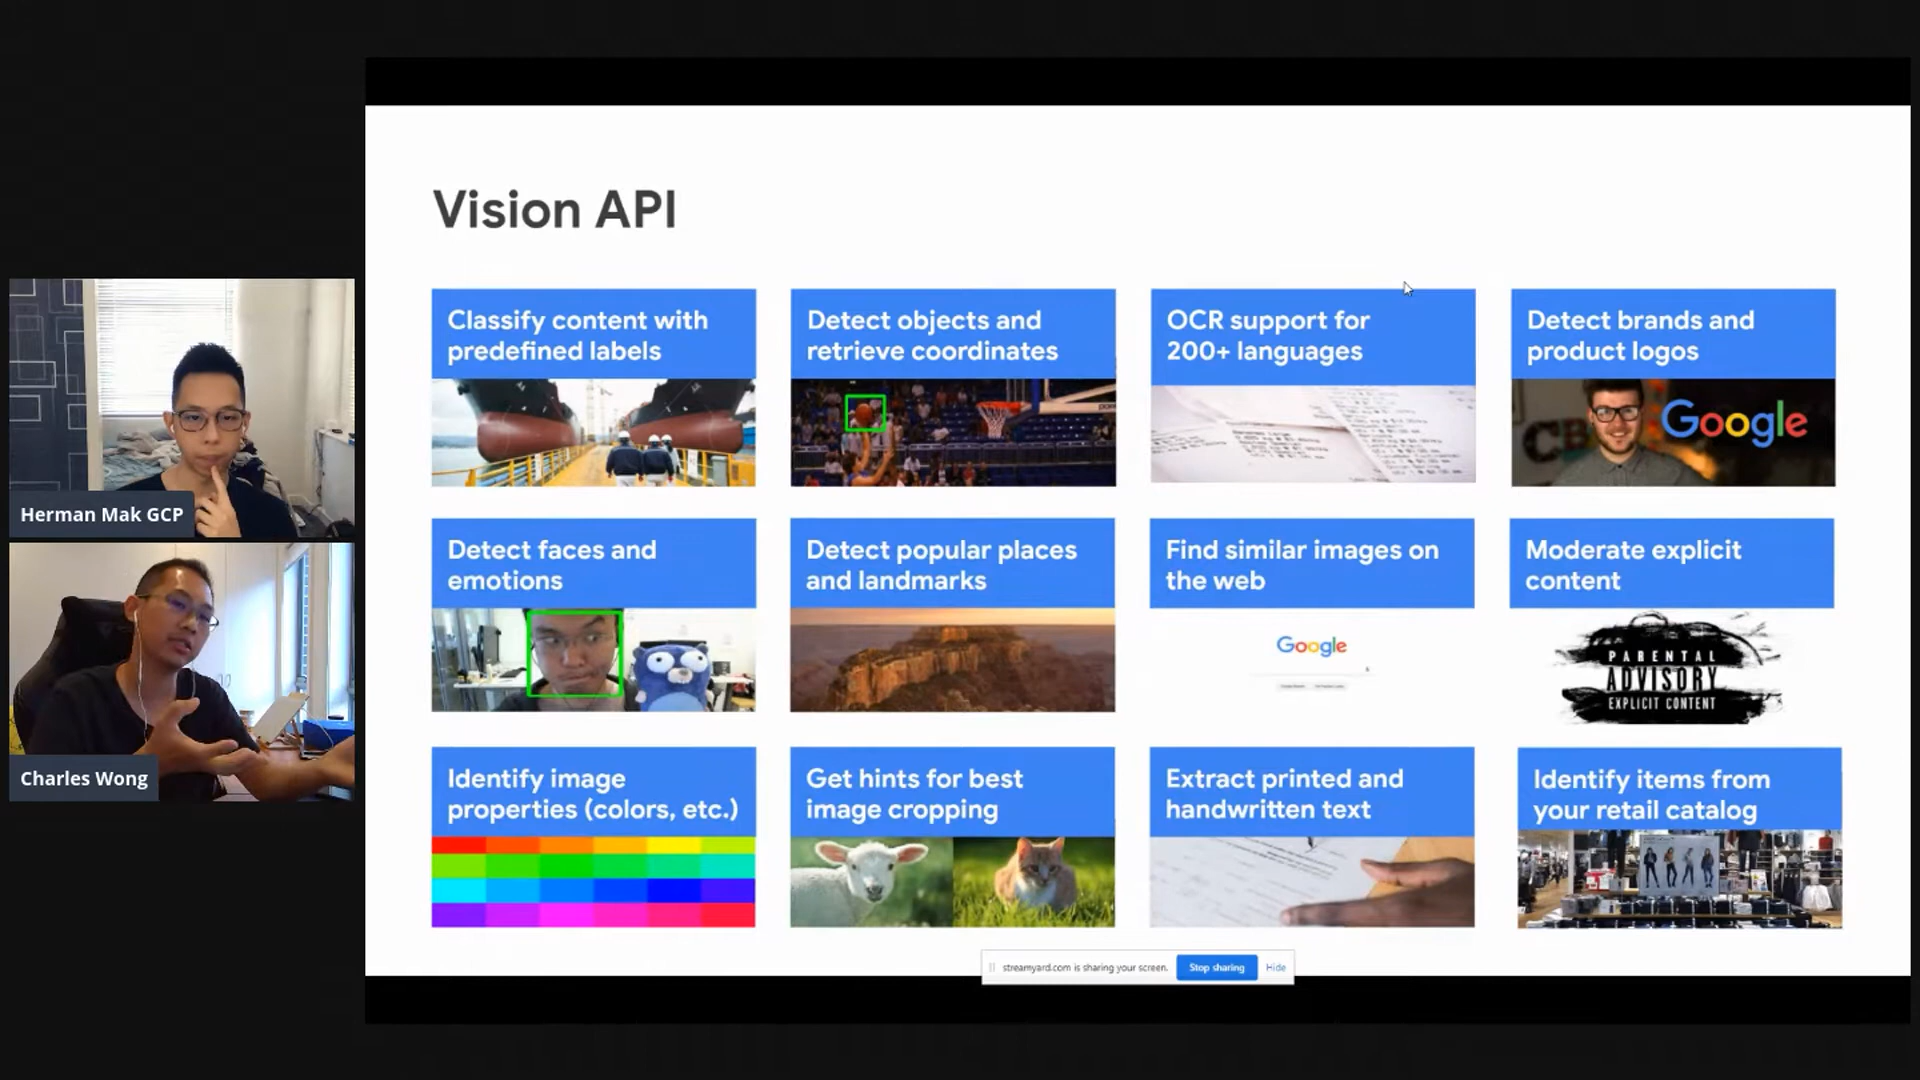 Vision API
Classify content with
predefined labels
Detect objects and
retrieve coordinates
OCR support for
200+ languages
Detect brands and
product logos
Google
Detect faces and
emotions
Detect popular places
and landmarks
Find similar images on
the web
Google
Moderate explicit
content
PARENTAL
ADVISORY
EXPLICIT CONTENT
Identify image
properties (colors, etc.)
Get hints for best
image cropping
Extract printed and
handwritten text
Identify items from
your retail catalog
Herman Mak GCP
Charles Wong
streamyard.com is sharing your screen.
Stop sharing
Hide